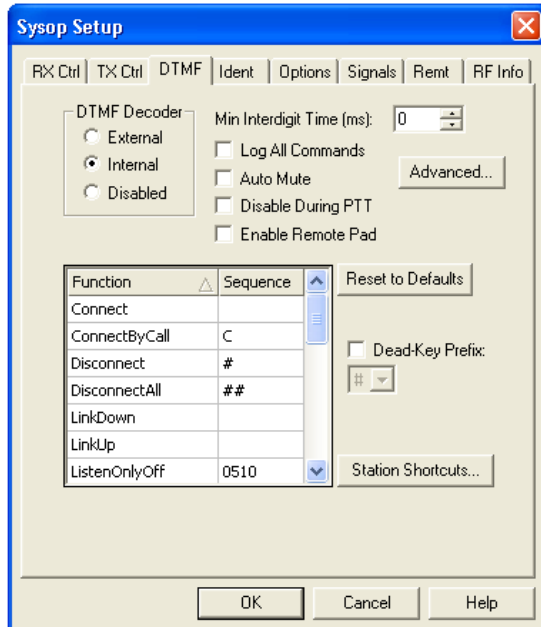 Sysop Setup
RX Ctrl TX Ctrl DTMF Ident Options Signals Remt RF Info
DTMF Decoder
External
Internal
Disabled
Min Interdigit Time (ms): 0
Log All Commands
Auto Mute
Disable During PTT
Enable Remote Pad
Advanced...
Function Sequence
Connect
ConnectByCall C
Disconnect #
DisconnectAll ##
LinkDown
LinkUp
ListenOnlyOff 0510
Reset to Defaults
Dead-Key Prefix:
#
Station Shortcuts...
OK Cancel Help